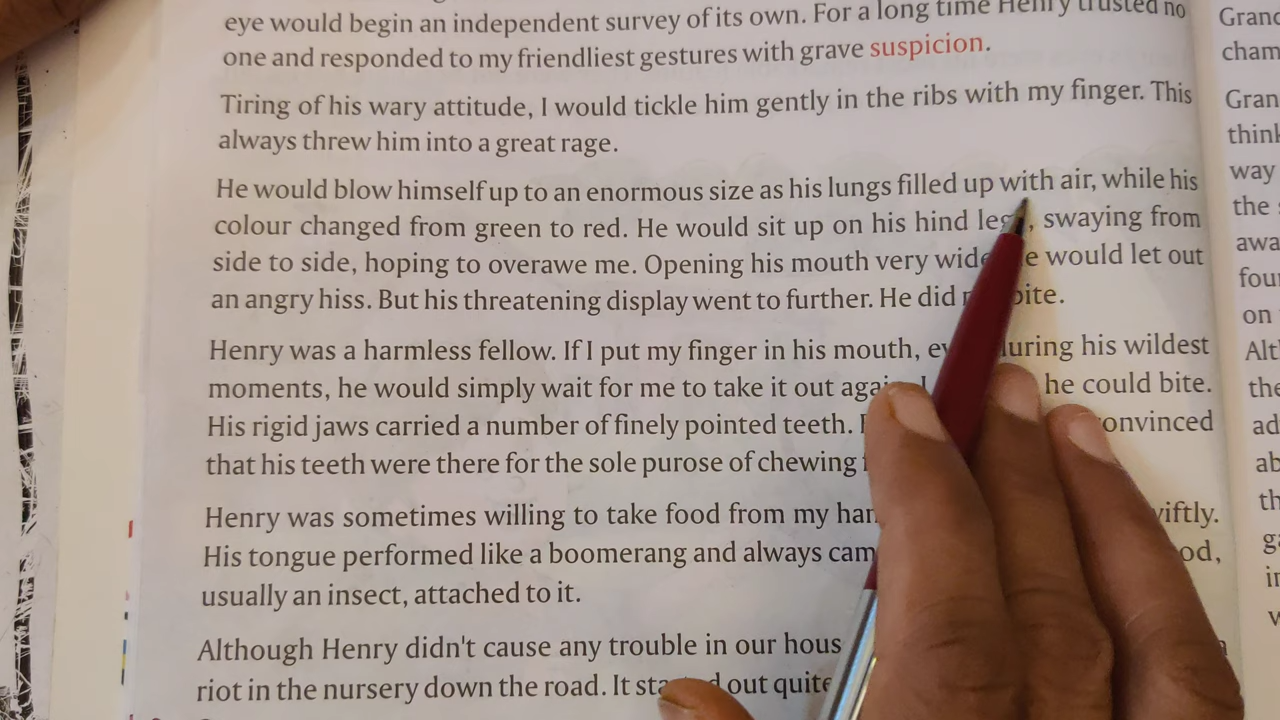 eye would begin an independent survey of its own. For a long time Henry trusted no
one and responded to my friendliest gestures with grave suspicion.
Tiring of his wary attitude, I would tickle him gently in the ribs with my finger. This
always threw him into a great rage.
He would blow himself up to an enormous size as his lungs filled up with air, while his
colour changed from green to red. He would sit up on his hind , swaying from
side to side, hoping to overawe me. Opening his mouth very would let out
an angry hiss. But his threatening display went to further. He did bite.
Henry was a harmless fellow. If I put my finger in his mouth, during his wildest
moments, he would simply wait for me to take it out he could bite.
His rigid jaws carried a number of finely pointed teeth. convinced
that his teeth were there for the sole purose of chewing
Henry was sometimes willing to take food from my
His tongue performed like a boomerang and always
usually an insect, attached to it.
Although Henry didn't cause any trouble in our
riot in the nursery down the road. It out quite
Gran
think
way
the
on